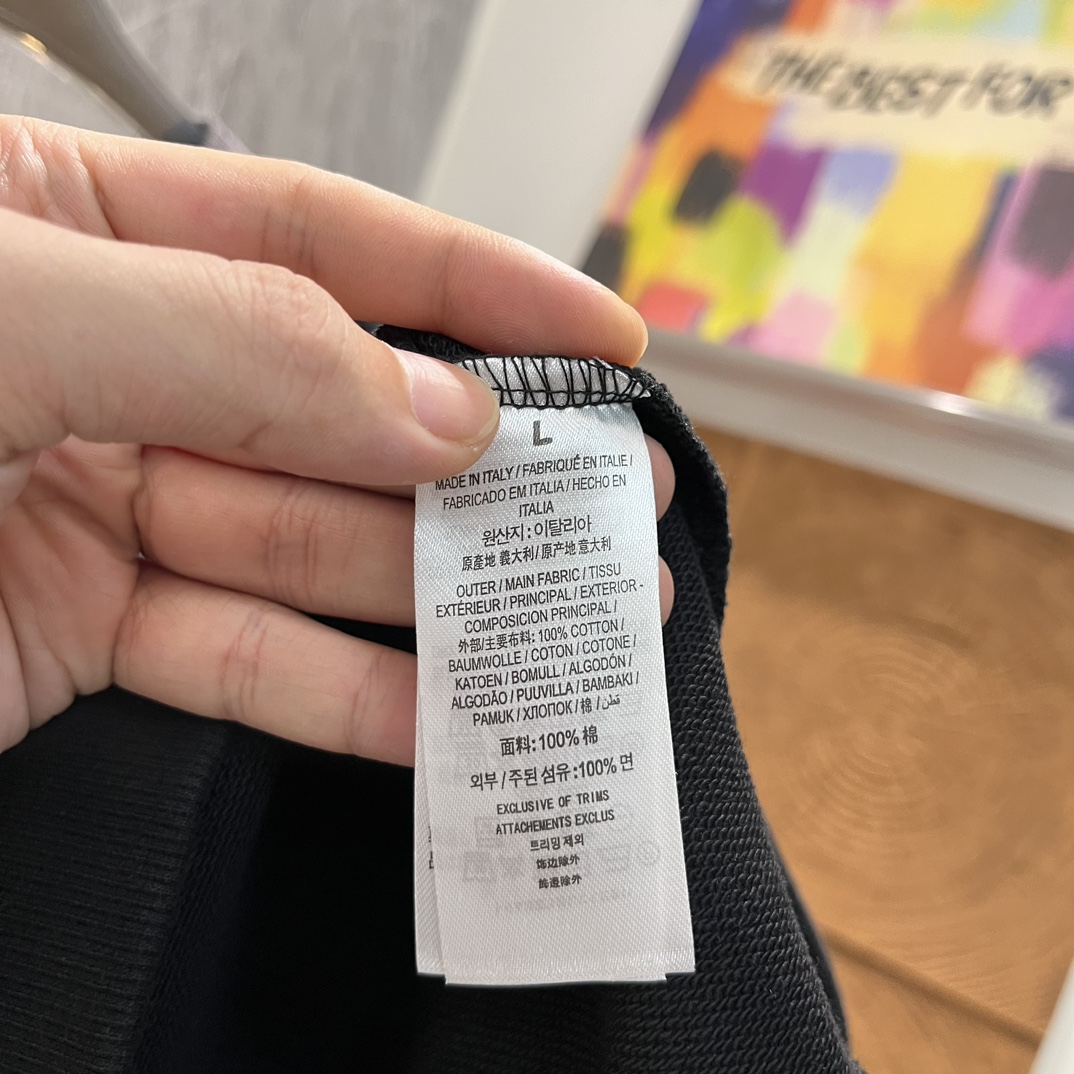 THE BEST FOR
L
MADE IN ITALY / FABRIQUÉ EN ITALIE /
FABRICADO EM ITALIA / HECHO EN
ITALIA
원산지 : 이탈리아
原產地 義大利 / 原产地 意大利
OUTER / MAIN FABRIC / TISSU
EXTÉRIEUR / PRINCIPAL / EXTERIOR -
COMPOSICION PRINCIPAL /
外部/主要布料: 100% COTTON /
BAUMWOLLE / COTON / COTONE /
KATOEN / BOMULL / ALGODÓN /
ALGODÃO / PUUVILLA / BAMBAKI /
PAMUK / ХЛОПОК / 棉 / قطن
面料: 100% 棉
외부 / 주된 섬유 : 100% 면
EXCLUSIVE OF TRIMS
ATTACHEMENTS EXCLUS
트리밍 제외
饰边除外
飾邊除外